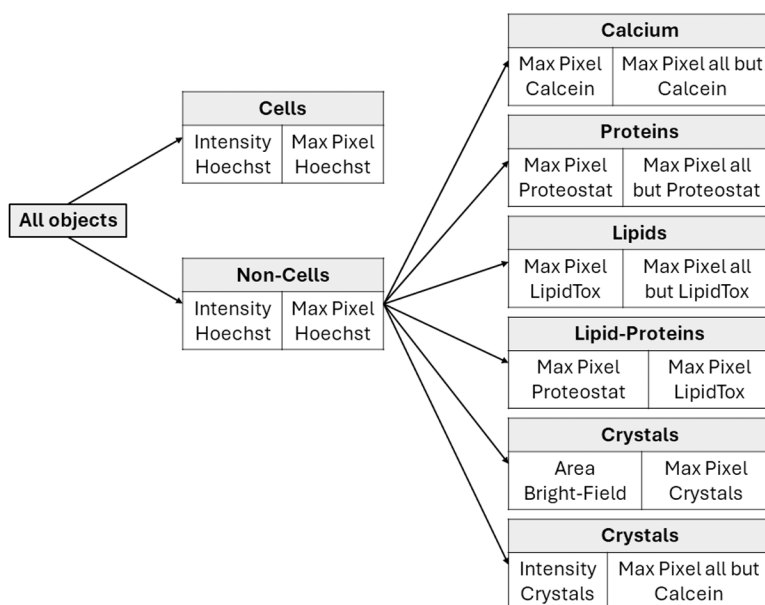 All objects
Cells
Intensity Hoechst
Max Pixel Hoechst
Non-Cells
Intensity Hoechst
Max Pixel Hoechst
Calcium
Max Pixel Calcein
Max Pixel all but Calcein
Proteins
Max Pixel Proteostat
Max Pixel all but Proteostat
Lipids
Max Pixel LipidTox
Max Pixel all but LipidTox
Lipid-Proteins
Max Pixel Proteostat
Max Pixel LipidTox
Crystals
Area Bright-Field
Max Pixel Crystals
Crystals
Intensity Crystals
Max Pixel all but Calcein